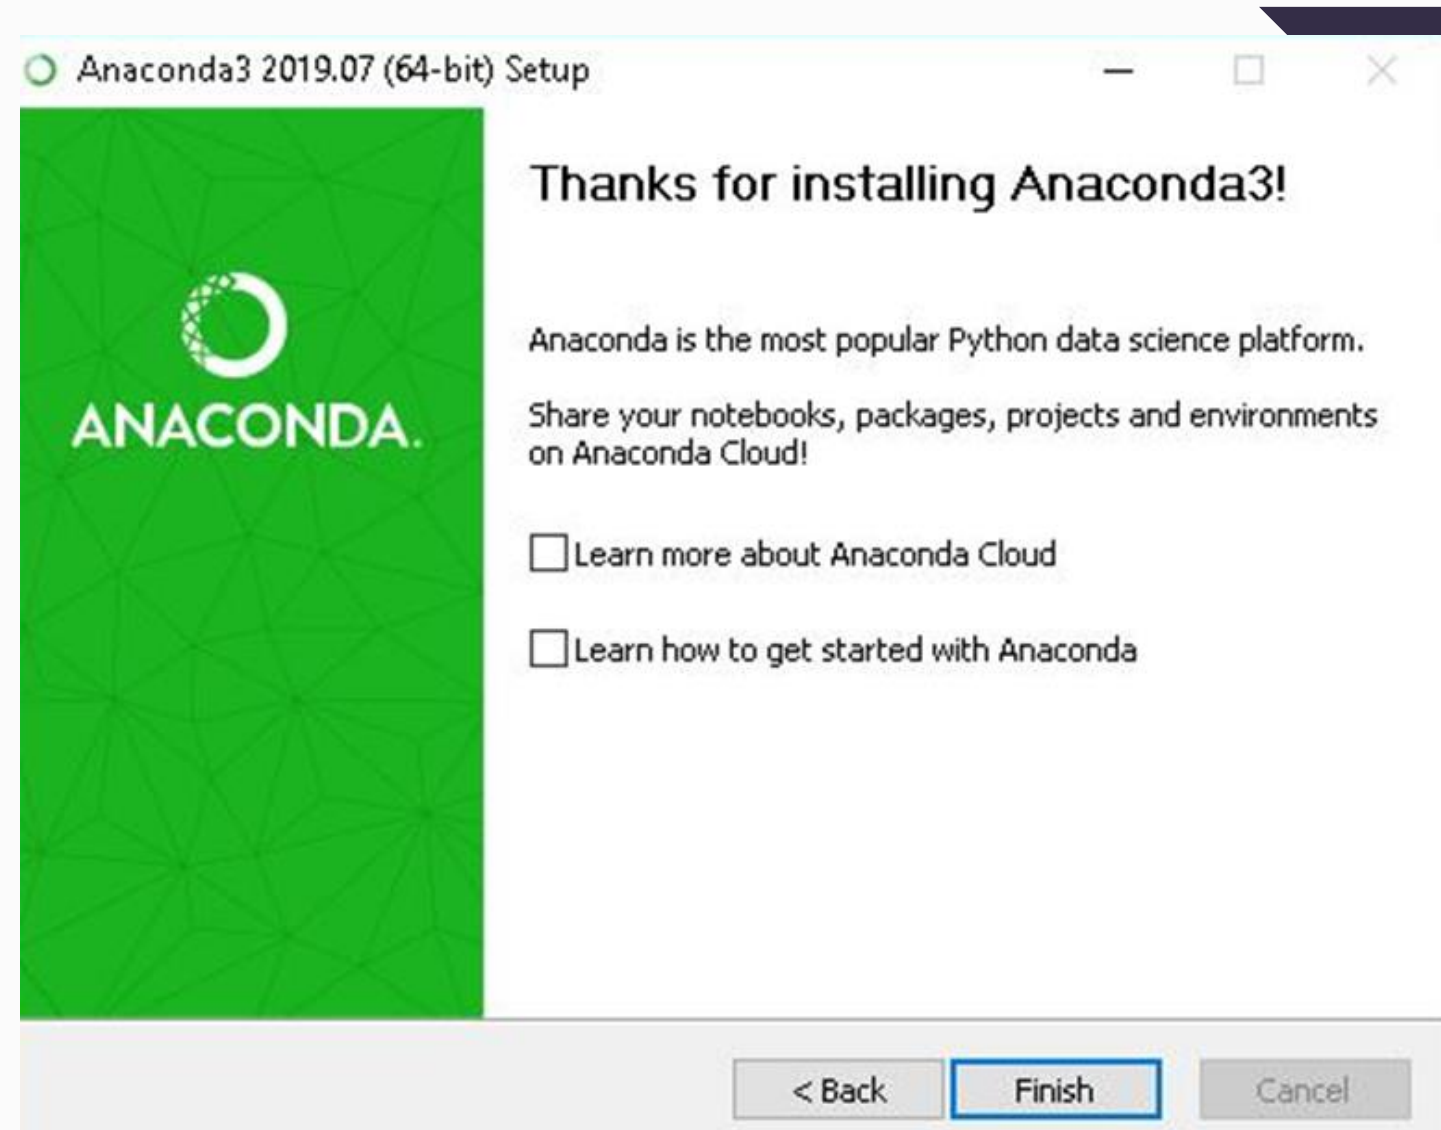 Anaconda3 2019.07 (64-bit) Setup
Thanks for installing Anaconda3!
ANACONDA.
Anaconda is the most popular Python data science platform.
Share your notebooks, packages, projects and environments
on Anaconda Cloud!
Learn more about Anaconda Cloud
Learn how to get started with Anaconda
< Back
Finish
Cancel